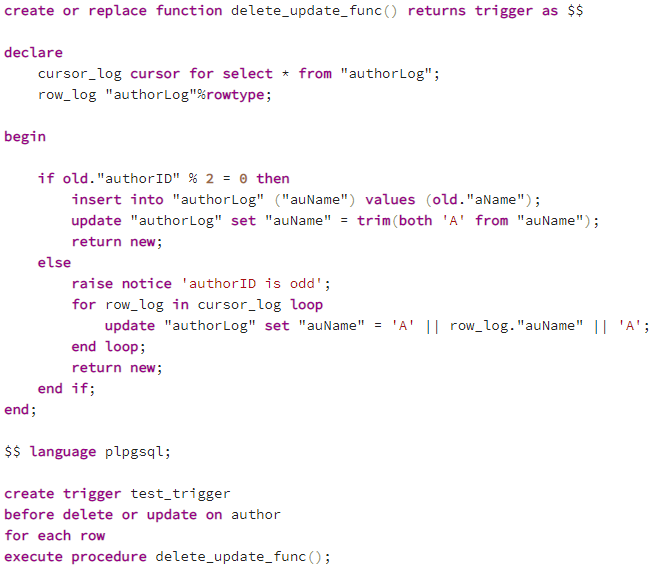 create or replace function delete_update_func() returns trigger as $$
declare
cursor_log cursor for select * from "authorLog";
row_log "authorLog"%rowtype;
begin
if old."authorID" % 2 = 0 then
insert into "authorLog" ("auName") values (old."aName");
update "authorLog" set "auName" = trim(both 'A' from "auName");
return new;
else
raise notice 'authorID is odd';
for row_log in cursor_log loop
update "authorLog" set "auName" = 'A' || row_log."auName" || 'A';
end loop;
return new;
end if;
end;
$$ language plpgsql;
create trigger test_trigger
before delete or update on author
for each row
execute procedure delete_update_func();